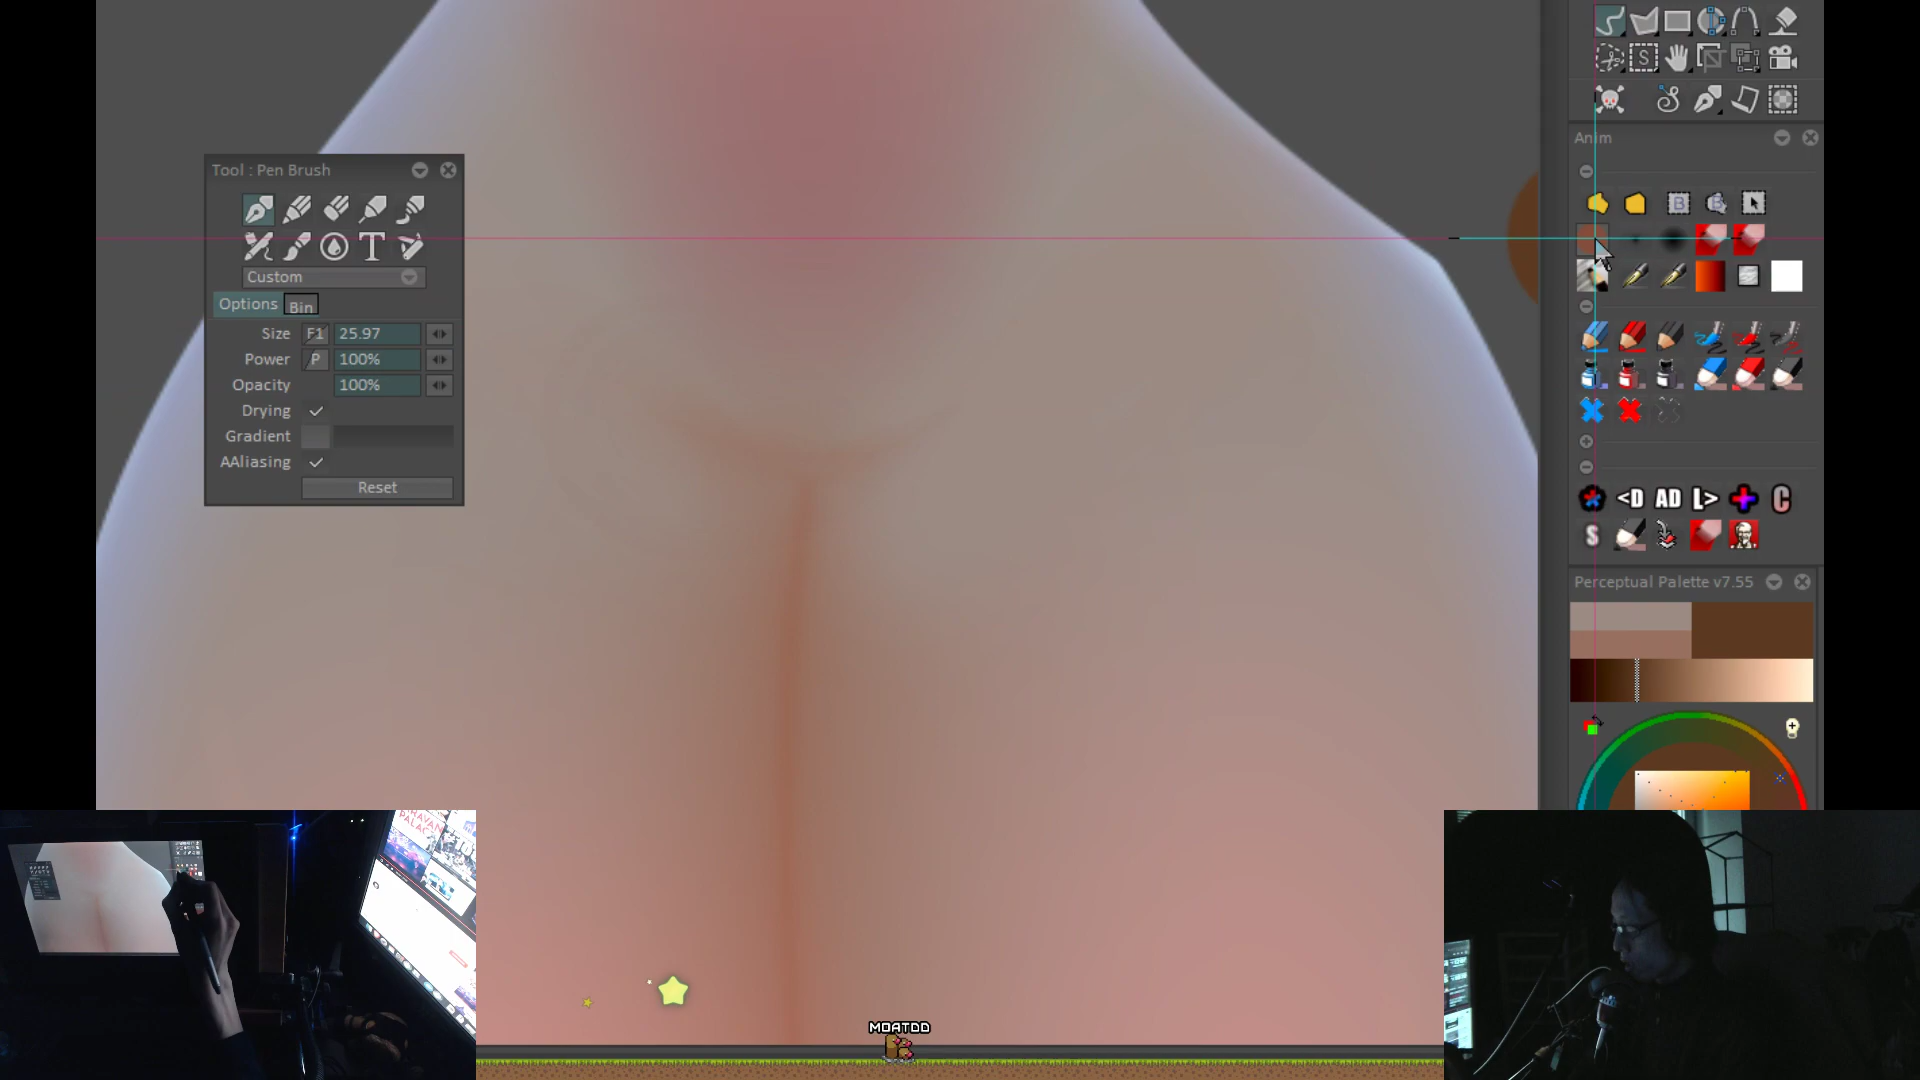 Tool : Pen Brush
T
Custom
Options Bin
Size F1 25.97
Power P 100%
Opacity 100%
Drying
Gradient
AAliasing
Reset
S
Anim
B B
<D AD L> C
S
Perceptual Palette v7.55
MOATDD